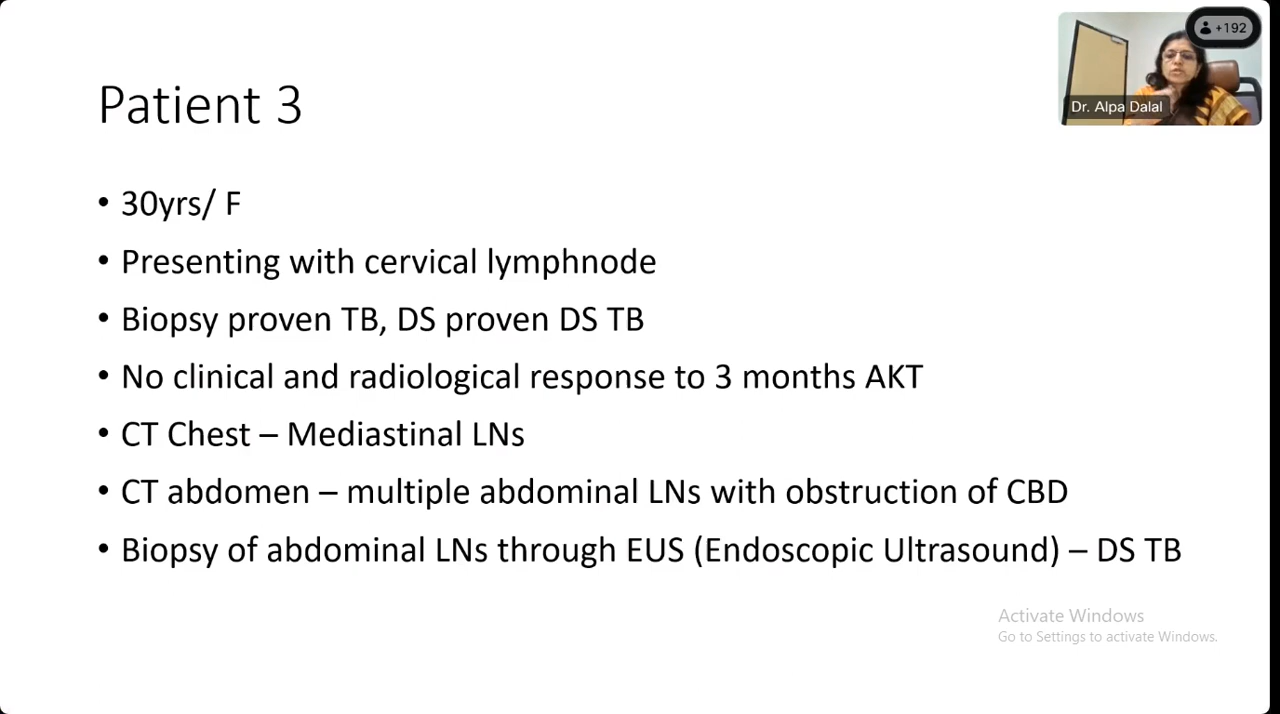 +192
Dr. Alpa Dalal
Patient 3
• 30yrs/ F
• Presenting with cervical lymphnode
• Biopsy proven TB, DS proven DS TB
• No clinical and radiological response to 3 months AKT
• CT Chest – Mediastinal LNs
• CT abdomen – multiple abdominal LNs with obstruction of CBD
• Biopsy of abdominal LNs through EUS (Endoscopic Ultrasound) – DS TB
Activate Windows
Go to Settings to activate Windows.